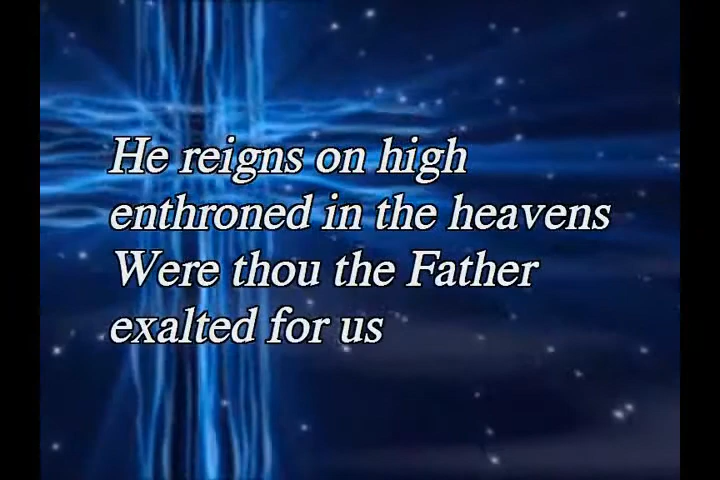 He reigns on high
enthroned in the heavens
Were thou the Father
exalted for us